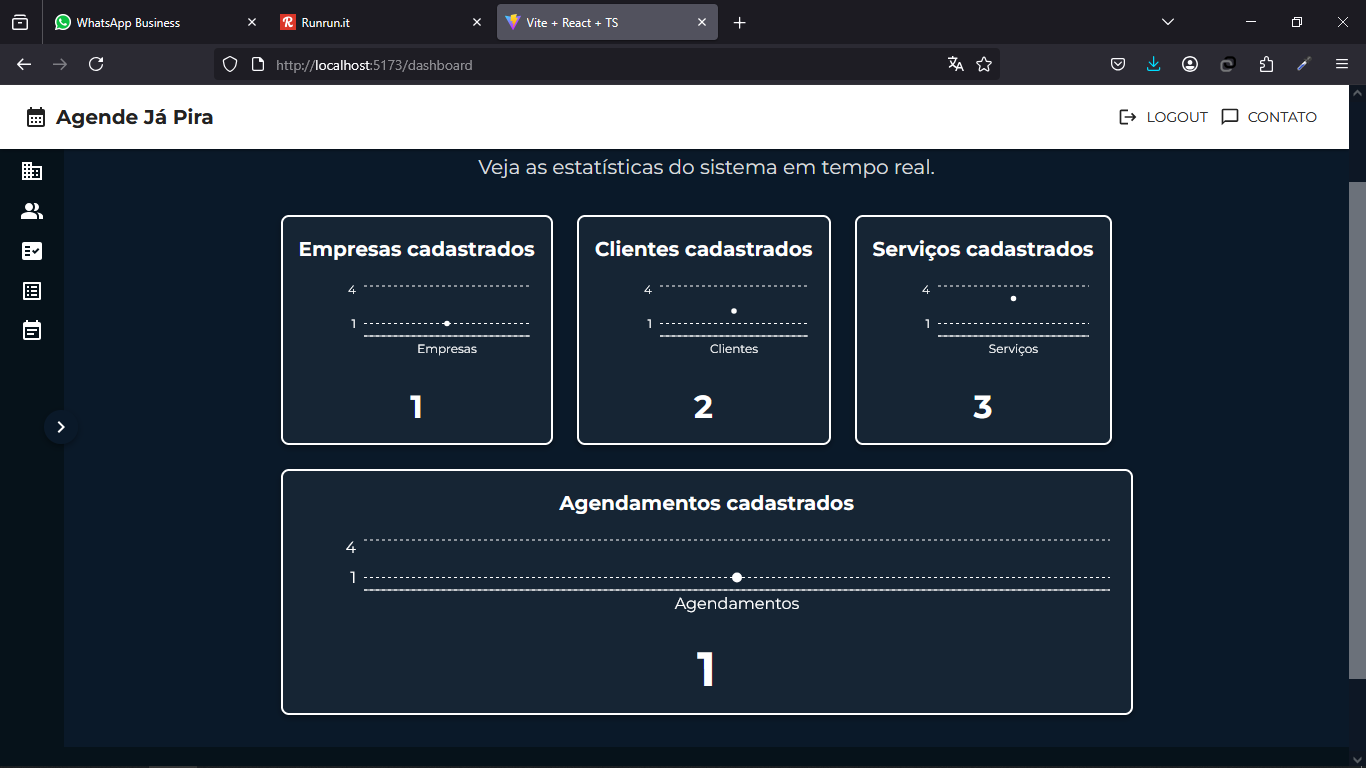 WhatsApp Business
Runrun.it
Vite + React + TS
http://localhost:5173/dashboard
Agende Já Pira
LOGOUT
CONTATO
Veja as estatísticas do sistema em tempo real.
Empresas cadastrados
4
1
Empresas
1
Clientes cadastrados
4
1
Clientes
2
Serviços cadastrados
4
1
Serviços
3
Agendamentos cadastrados
4
1
Agendamentos
1